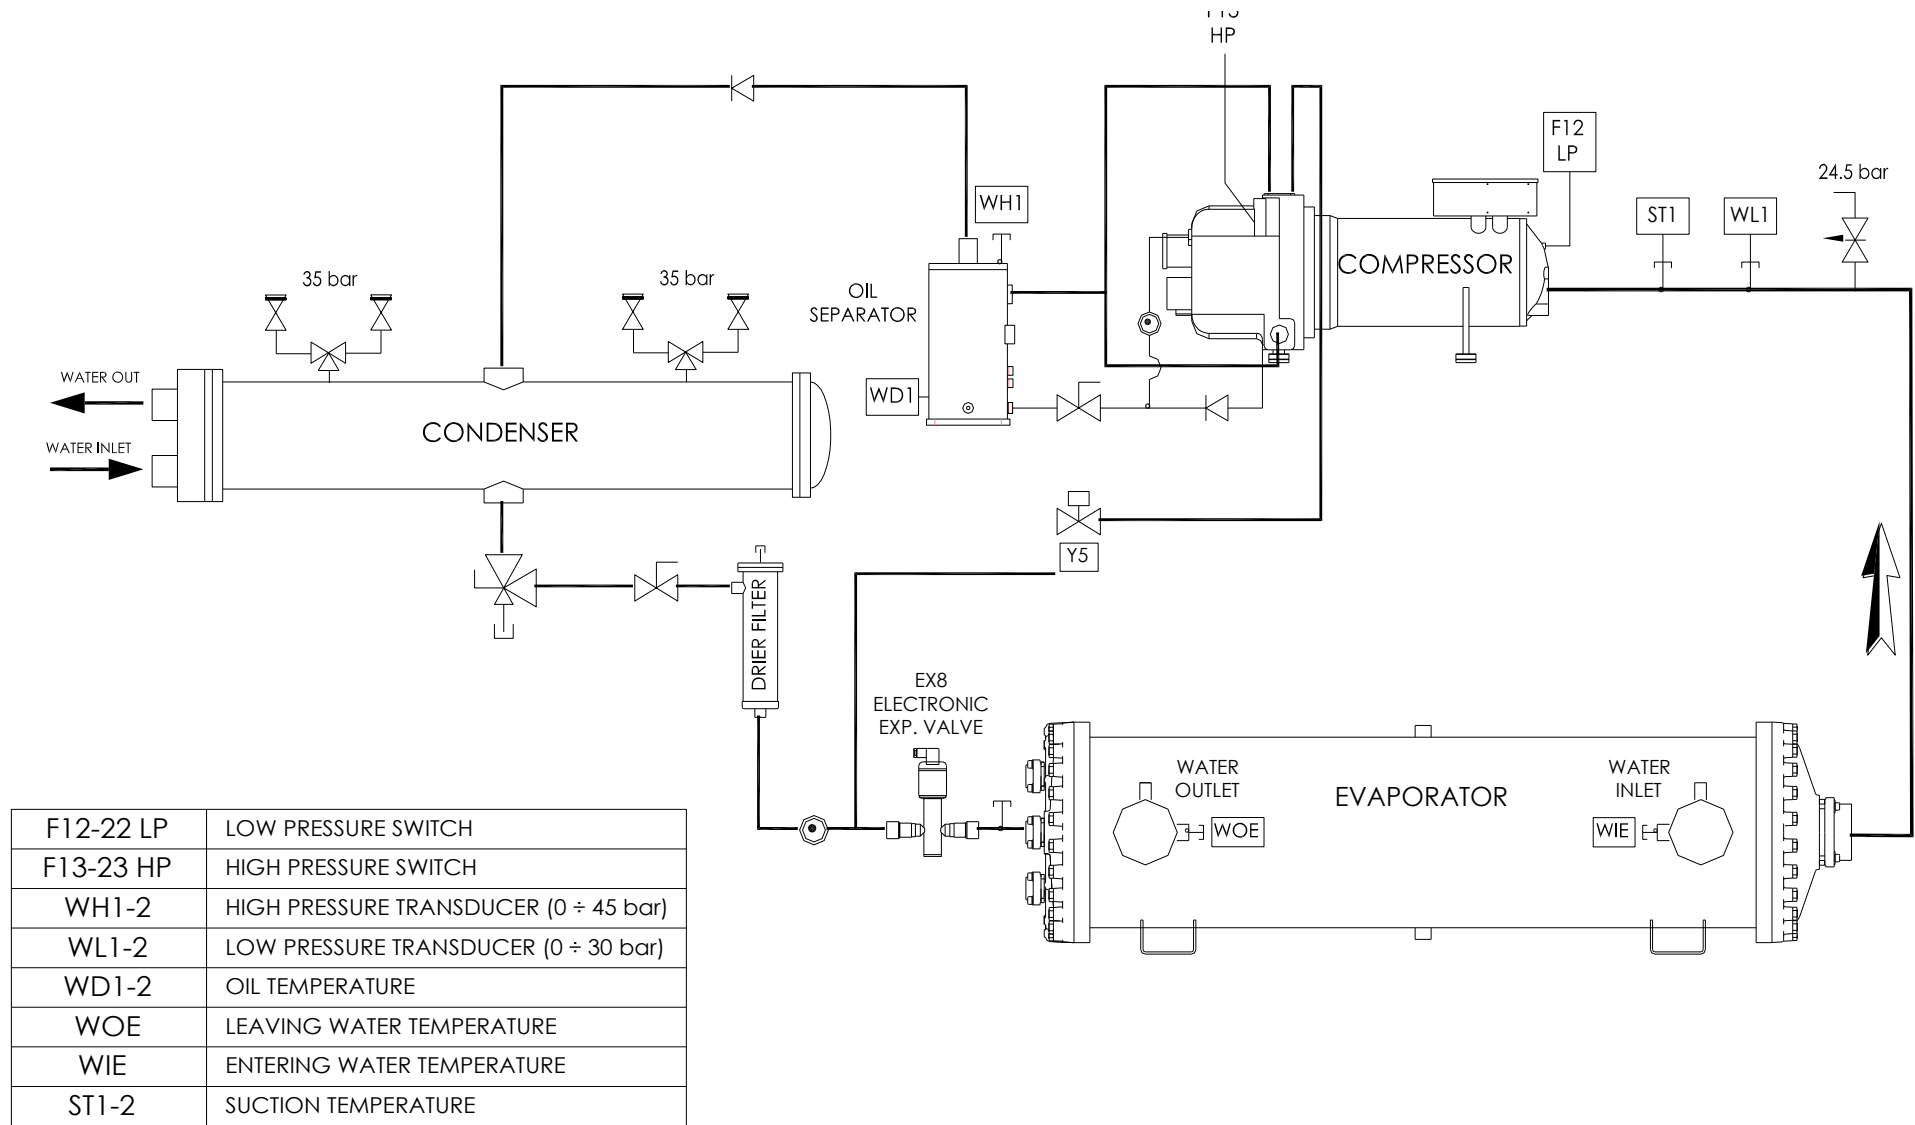 HP
F12
LP
24.5 bar
WH1
ST1
WL1
COMPRESSOR
35 bar
35 bar
OIL
SEPARATOR
WATER OUT
WD1
CONDENSER
WATER INLET
Y5
DRIER FILTER
EX8
ELECTRONIC
EXP. VALVE
WATER
OUTLET
WATER
INLET
EVAPORATOR
WOE
WIE
F12-22 LP LOW PRESSURE SWITCH
F13-23 HP HIGH PRESSURE SWITCH
WH1-2 HIGH PRESSURE TRANSDUCER (0 ÷ 45 bar)
WL1-2 LOW PRESSURE TRANSDUCER (0 ÷ 30 bar)
WD1-2 OIL TEMPERATURE
WOE LEAVING WATER TEMPERATURE
WIE ENTERING WATER TEMPERATURE
ST1-2 SUCTION TEMPERATURE